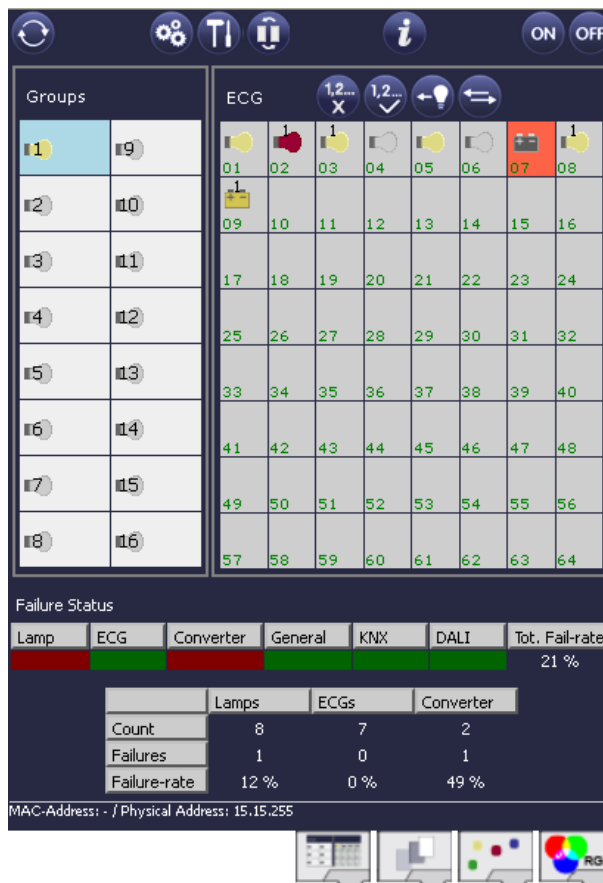 i ON OFF
Groups
ECG 1,2... X 1,2...
1 9
2 10
3 11
4 12
5 13
6 14
7 15
8 16
1 1 1
01 02 03 04 05 06 07 08
1
09 10 11 12 13 14 15 16
17 18 19 20 21 22 23 24
25 26 27 28 29 30 31 32
33 34 35 36 37 38 39 40
41 42 43 44 45 46 47 48
49 50 51 52 53 54 55 56
57 58 59 60 61 62 63 64
Failure Status
Lamp ECG Converter General KNX DALI Tot. Fail-rate
21 %
Lamps ECGs Converter
Count 8 7 2
Failures 1 0 1
Failure-rate 12 % 0 % 49 %
MAC-Address: - / Physical Address: 15.15.255
RG